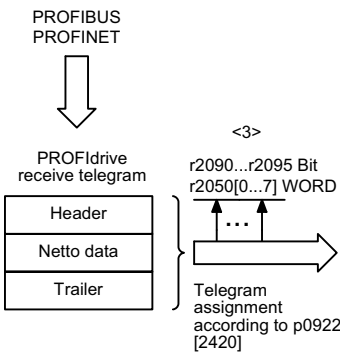 PROFIBUS
PROFINET
PROFIdrive
receive telegram
Header
Netto data
Trailer
<3>
r2090...r2095 Bit
r2050[0...7] WORD
...
Telegram
assignment
according to p0922
[2420]